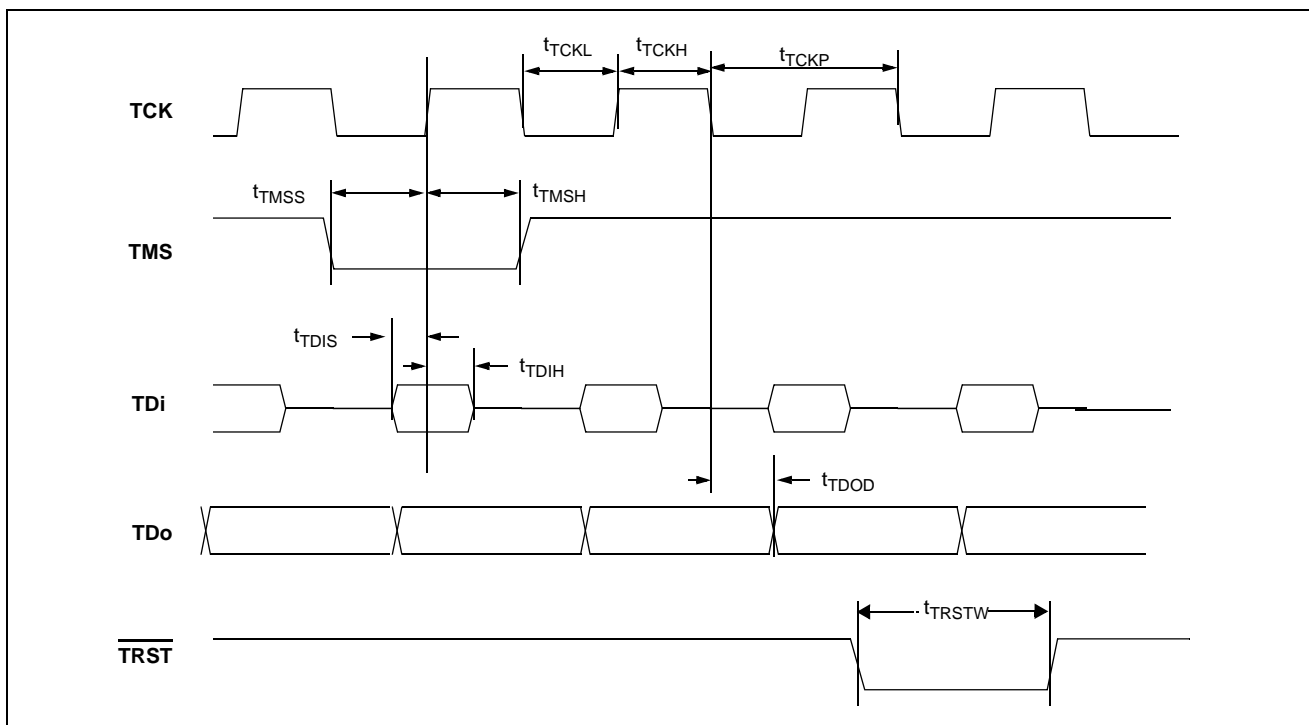 tTCKL tTCKH tTCKP
TCK
tTMSS tTMSH
TMS
tTDIS
tTDIH
TDi
tTDOD
TDo
tTRSTW
TRST